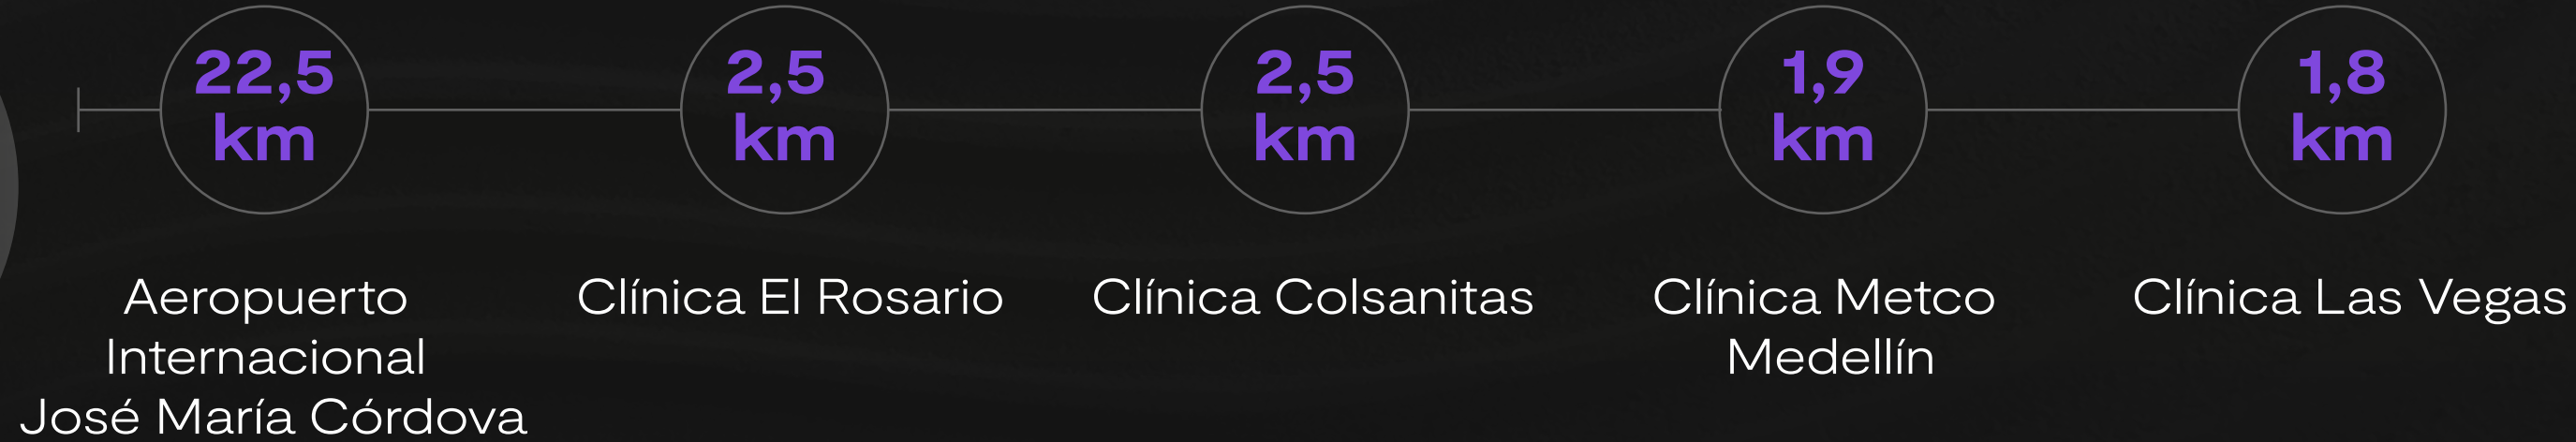 22,5
km
2,5
km
2,5
km
1,9
km
1,8
km
Aeropuerto
Internacional
José María Córdova
Clínica El Rosario
Clínica Colsanitas
Clínica Metco
Medellín
Clínica Las Vegas